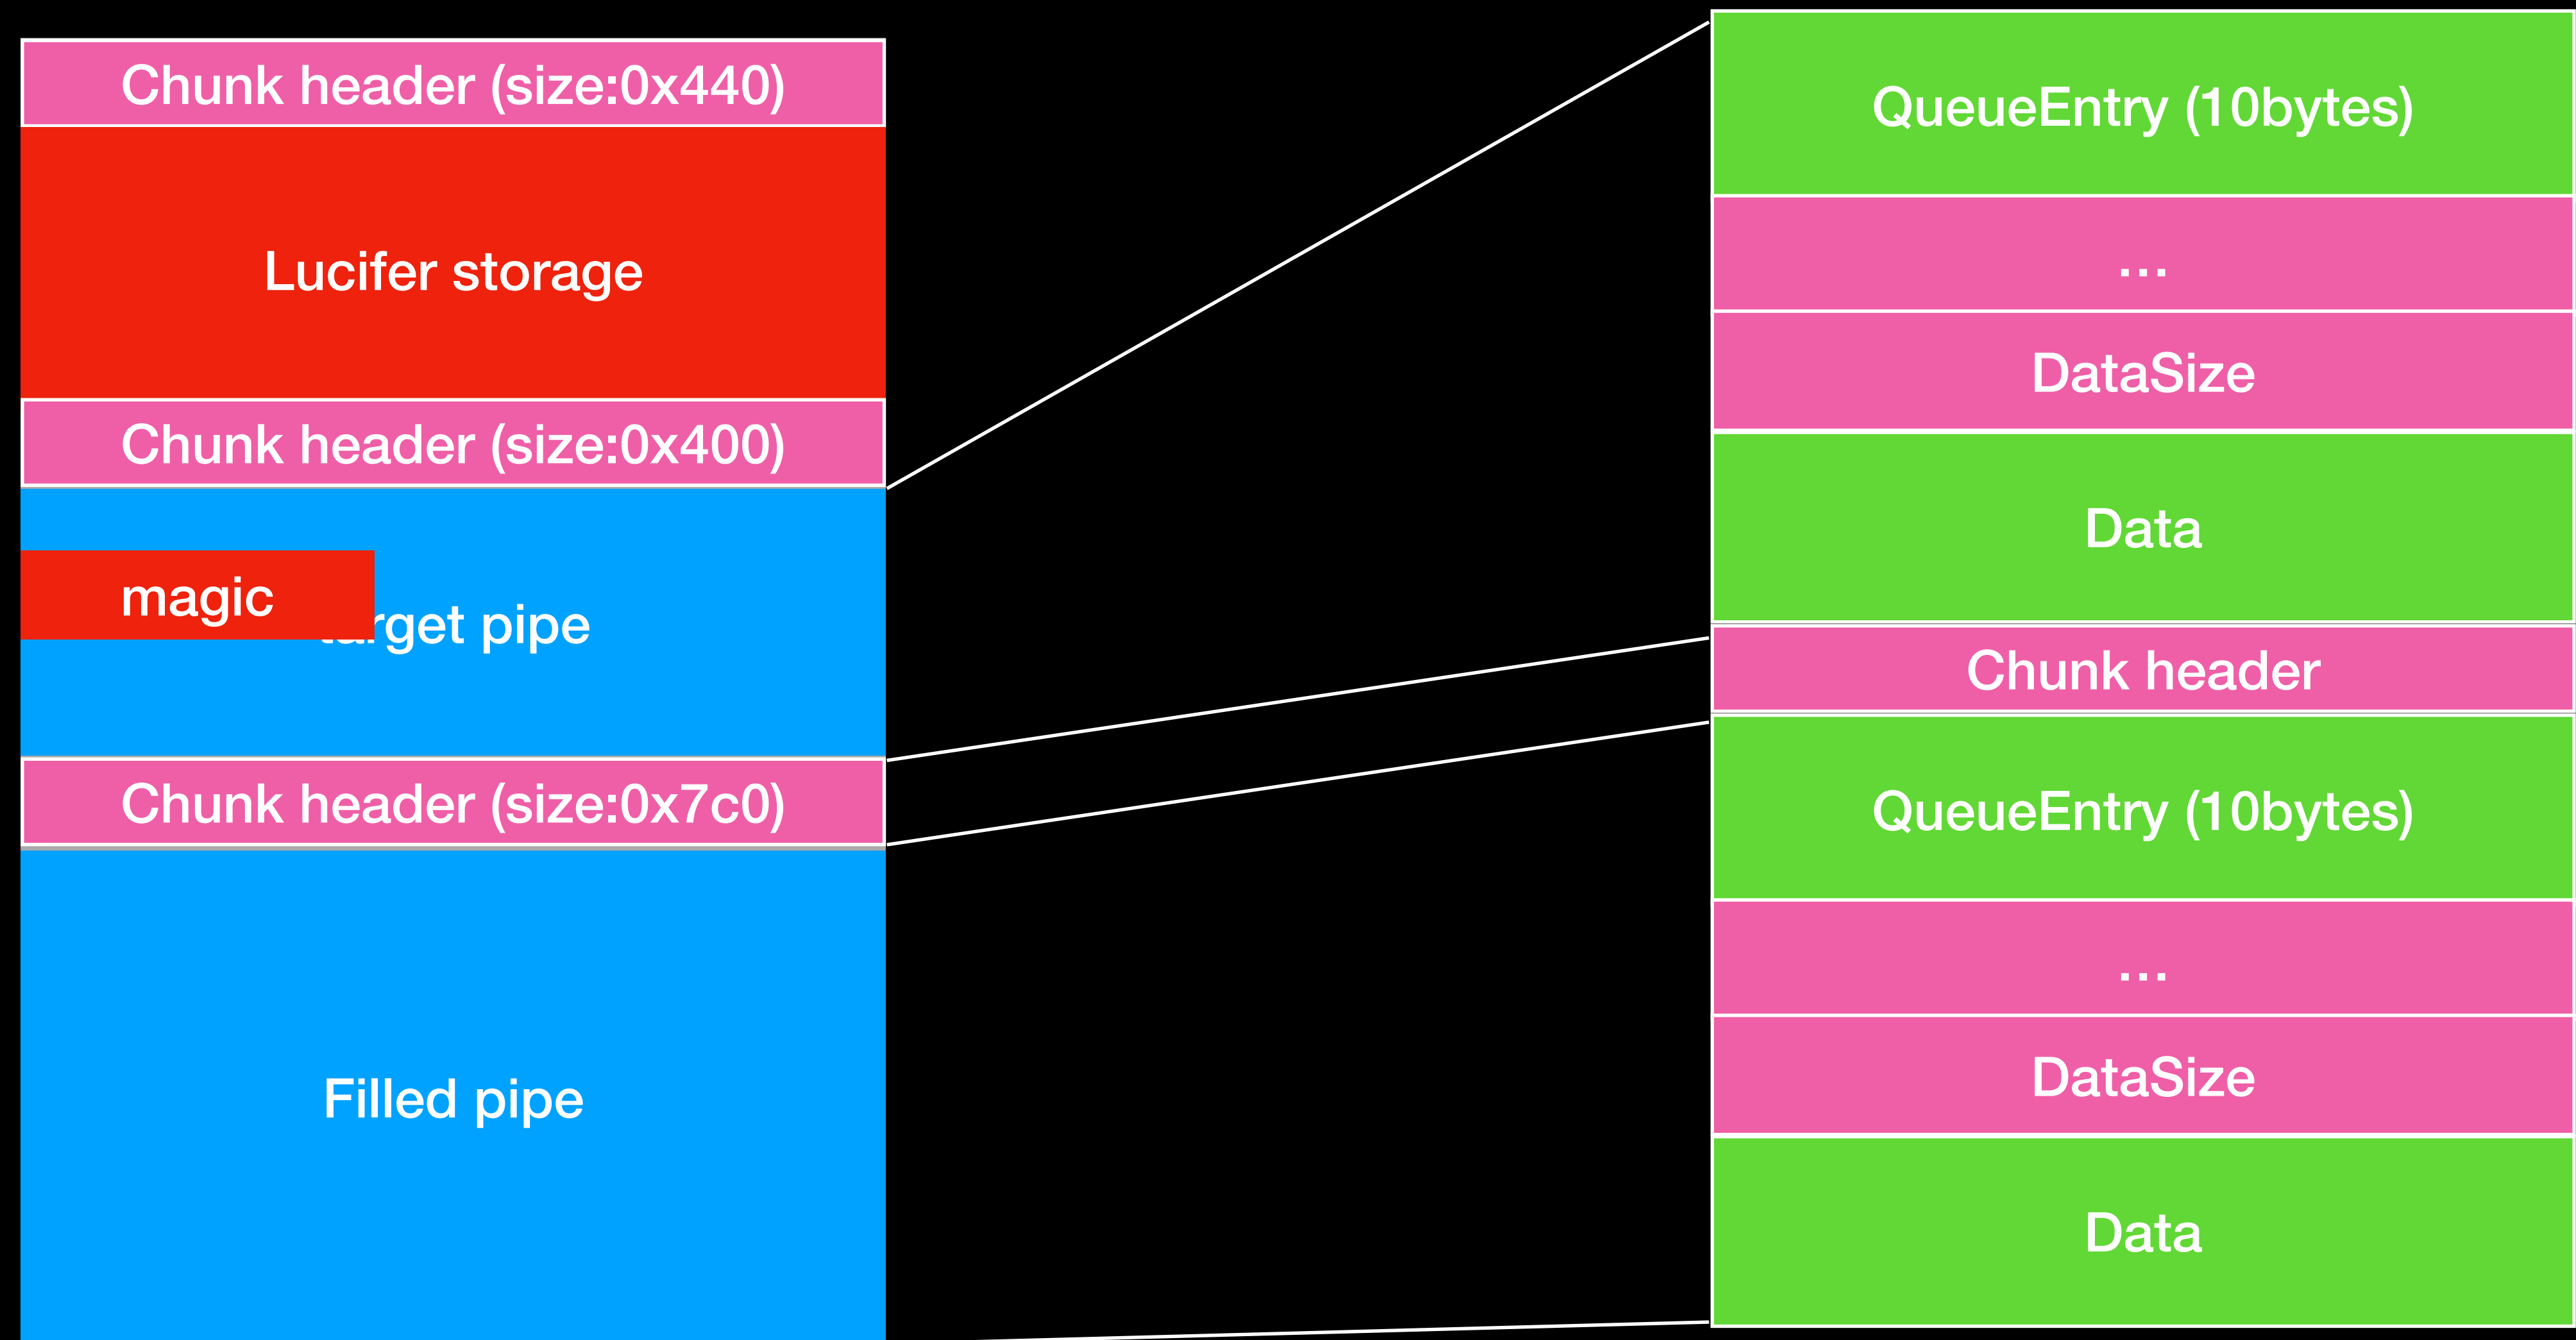 Chunk header (size:0x440)
Lucifer storage
Chunk header (size:0x400)
magic
pipe
Chunk header (size:0x7c0)
Filled pipe
QueueEntry (10bytes)
...
DataSize
Data
Chunk header
QueueEntry (10bytes)
...
DataSize
Data